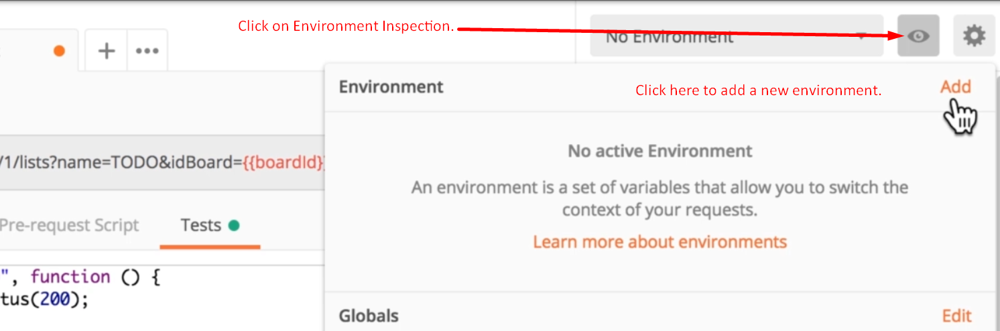 Click on Environment Inspection.
No Environment
Environment
Click here to add a new environment.
Add
No active Environment
/1/lists?name=TODO&idBoard={{boardId}
An environment is a set of variables that allow you to switch the
context of your requests.
Pre-request Script
Tests
Learn more about environments
", function () {
tus(200);
Globals
Edit